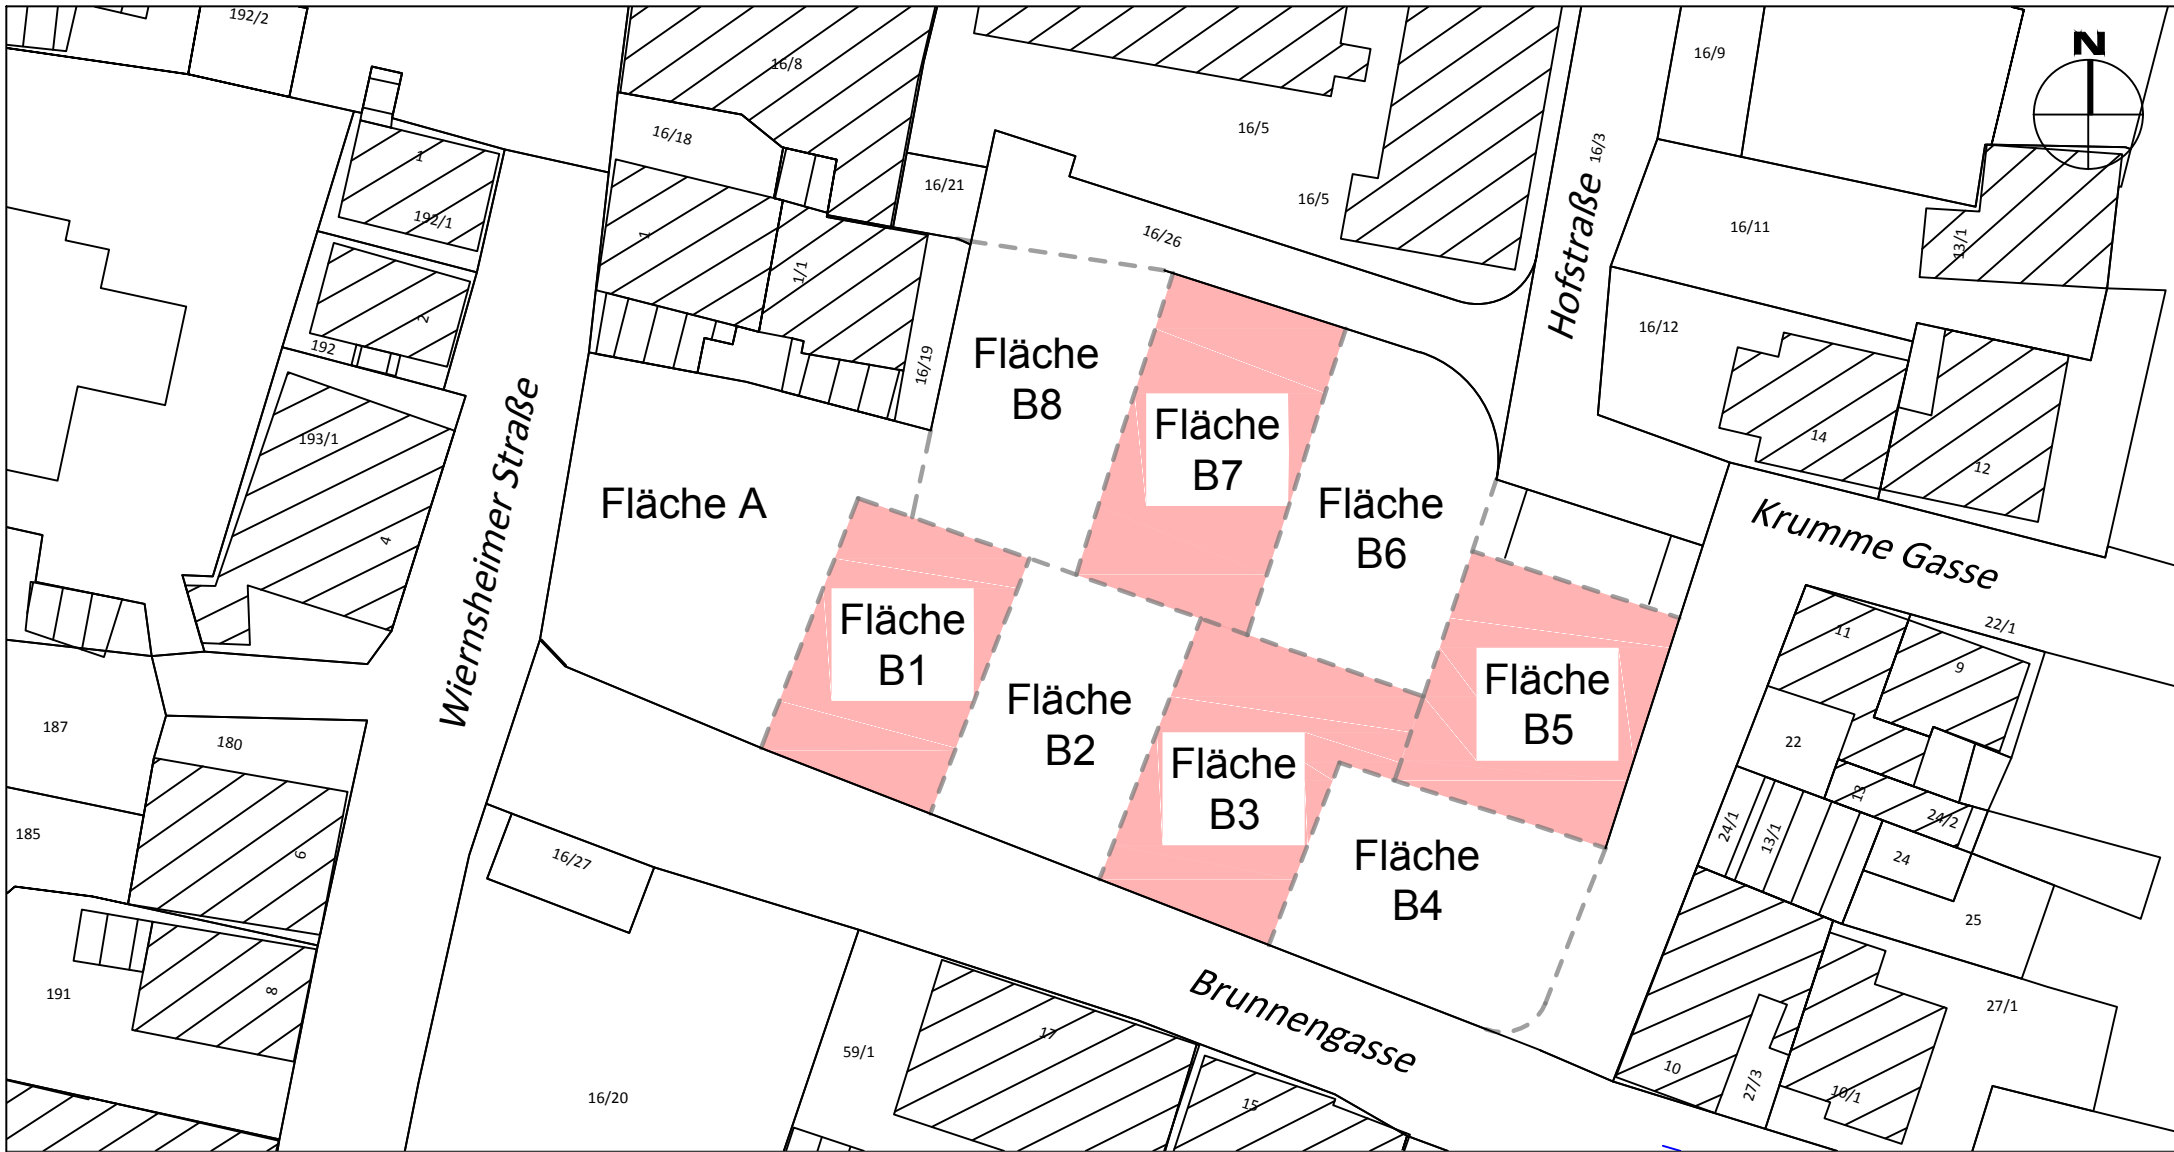 192/2
N
16/8
16/9
16/18
16/5
16/3
1
16/21
16/5
192/1
1
16/26
16/11
13/1
1/1
Hofstraße
2
192
16/12
Fläche
B8
16/19
Wiernsheimer Straße
Fläche
B7
193/1
14
12
Fläche A
Fläche
B6
4
Krumme Gasse
Fläche
B1
22/1
11
9
Fläche
B5
Fläche
B2
187
180
22
Fläche
B3
13
24/2
24/1
13/1
185
6
16/27
Fläche
B4
24
25
191
8
Brunnengasse
27/1
17
59/1
10
27/3
10/1
16/20
15